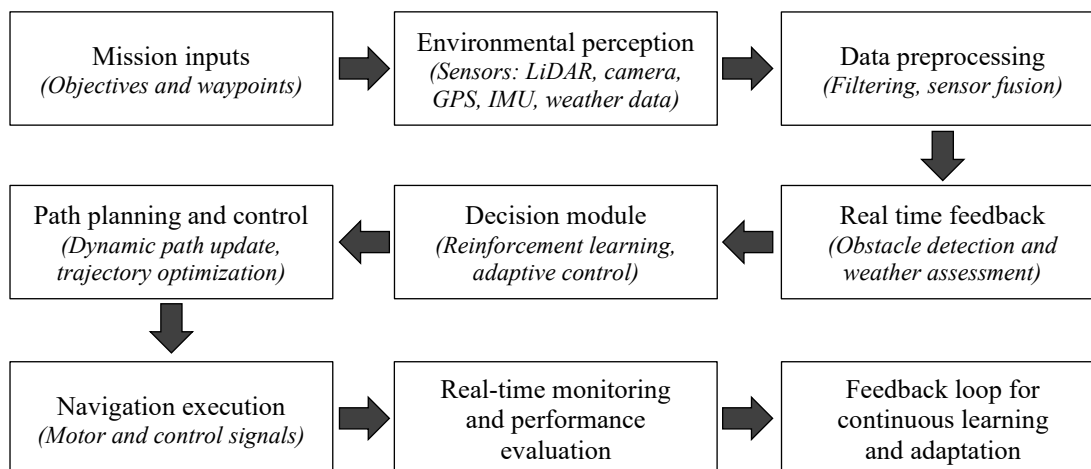 Mission inputs
(Objectives and waypoints)
Environmental perception
(Sensors: LiDAR, camera,
GPS, IMU, weather data)
Data preprocessing
(Filtering, sensor fusion)
Real time feedback
(Obstacle detection and
weather assessment)
Decision module
(Reinforcement learning,
adaptive control)
Path planning and control
(Dynamic path update,
trajectory optimization)
Navigation execution
(Motor and control signals)
Real-time monitoring
and performance
evaluation
Feedback loop for
continuous learning
and adaptation